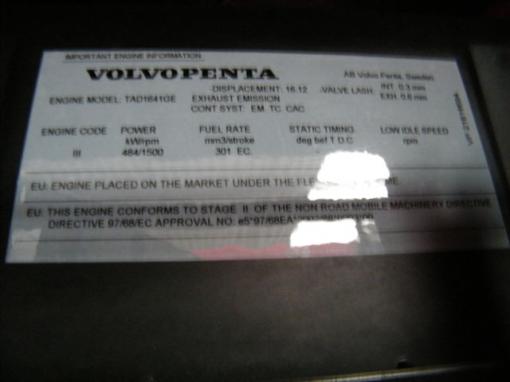 IMPORTANT ENGINE INFORMATION
VOLVO PENTA
AB Volvo Penta, Sweden
DISPLACEMENT: 16.12 VALVE LASH: INT. 0.3 mm
ENGINE MODEL: TAD1641GE EXHAUST EMISSION EXH. 0.6 mm
CONT SYST: EM, TC, CAC
ENGINE CODE POWER FUEL RATE STATIC TIMING LOW IDLE SPEED
kW/rpm mm3/stroke deg bef T.D.C rpm
III 484/1500 301 EC.
EU: ENGINE PLACED ON THE MARKET UNDER THE
EU: THIS ENGINE CONFORMS TO STAGE II OF THE NON ROAD MOBILE MACHINERY DIRECTIVE
DIRECTIVE 97/68/EC APPROVAL NO: e5*97/68EA